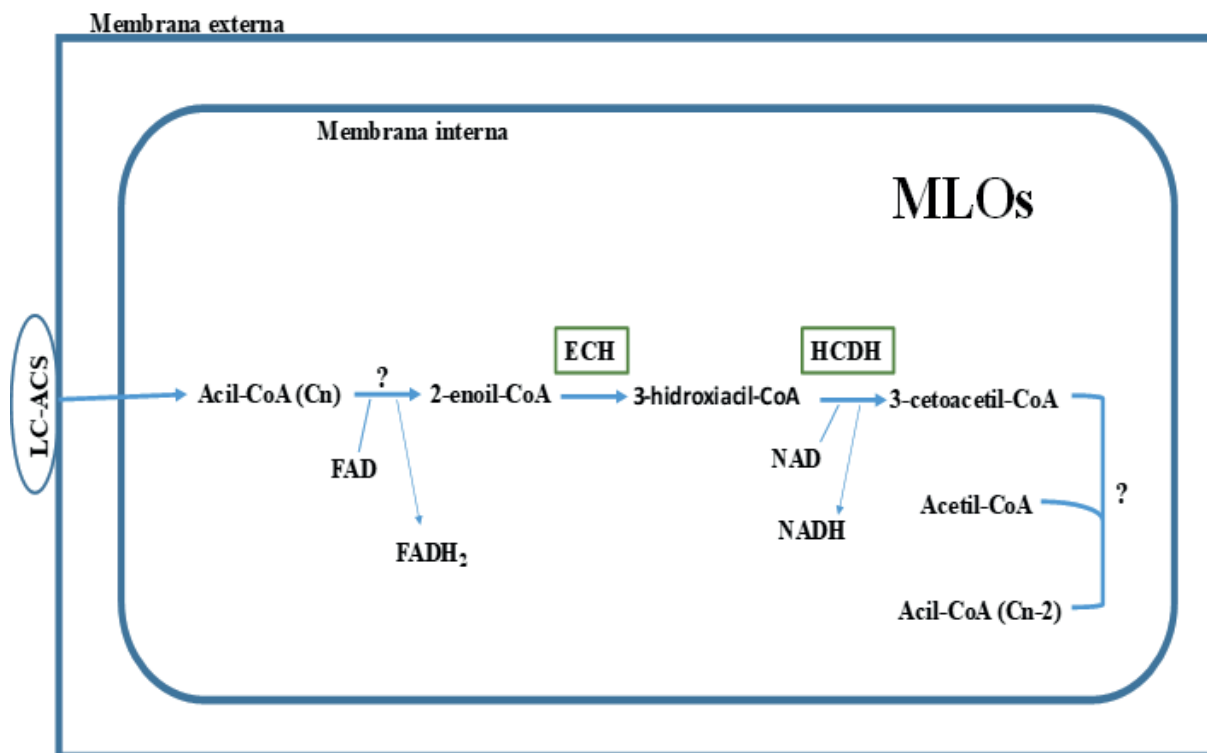 Membrana externa
Membrana interna
MLOs
LC-ACS
ECH
HCDH
Acil-CoA (Cn)
?
2-enoil-CoA
3-hidroxiacil-CoA
3-cetoacetil-CoA
FAD
NAD
?
Acetil-CoA
FADH₂
NADH
Acil-CoA (Cn-2)